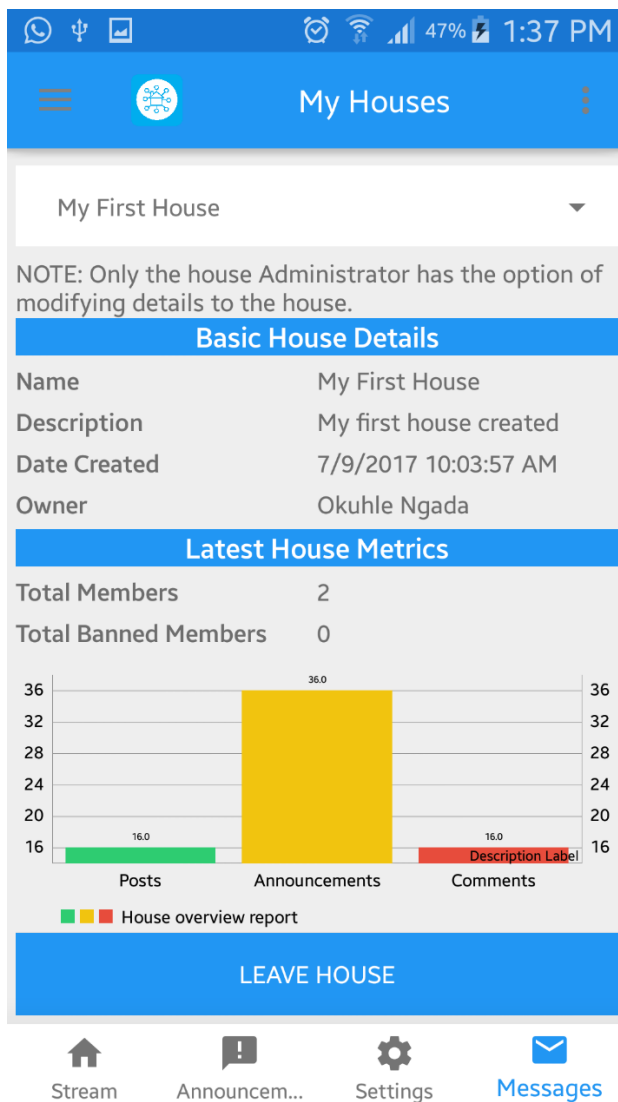 47% 1:37 PM
My Houses
My First House
NOTE: Only the house Administrator has the option of
modifying details to the house.
Basic House Details
Name My First House
Description My first house created
Date Created 7/9/2017 10:03:57 AM
Owner Okuhle Ngada
Latest House Metrics
Total Members 2
Total Banned Members 0
36 36.0 36
32 32
28 28
24 24
20 20
16.0 16.0
16 Description Label 16
Posts Announcements Comments
House overview report
LEAVE HOUSE
Stream Announcem... Settings Messages